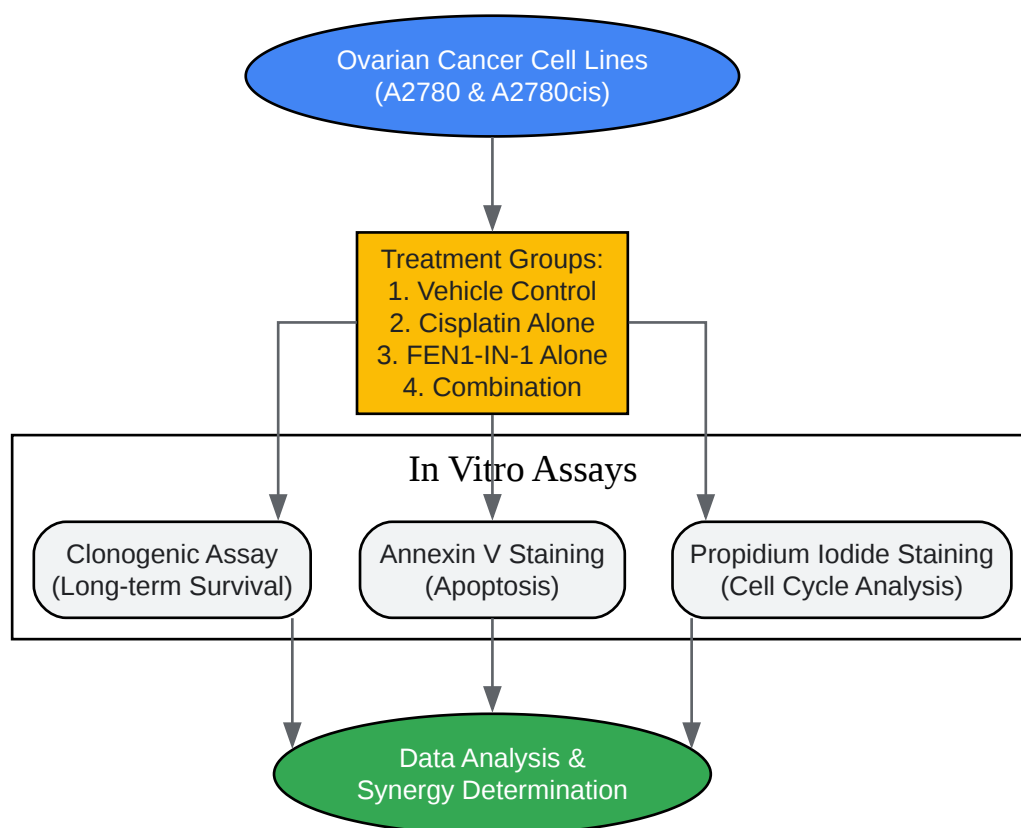 Ovarian Cancer Cell Lines
(A2780 & A2780cis)
Treatment Groups:
1. Vehicle Control
2. Cisplatin Alone
3. FEN1-IN-1 Alone
4. Combination
In Vitro Assays
Clonogenic Assay
(Long-term Survival)
Annexin V Staining
(Apoptosis)
Propidium Iodide Staining
(Cell Cycle Analysis)
Data Analysis &
Synergy Determination